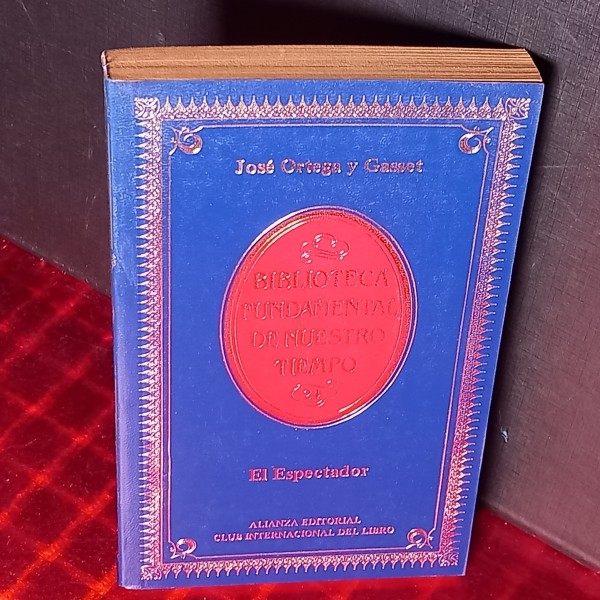 José Ortega y Gasset
BIBLIOTECA
FUNDAMENTAL
DE NUESTRO
TIEMPO
El Espectador
ALIANZA EDITORIAL
CLUB INTERNACIONAL DEL LIBRO